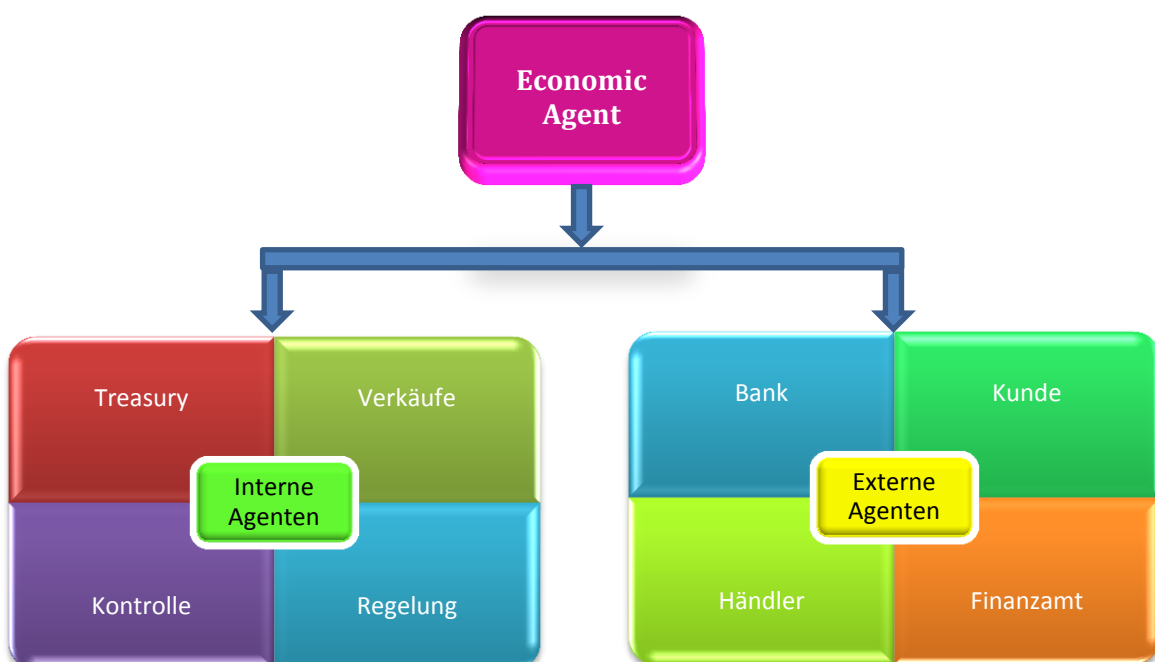 Economic
Agent
Treasury
Verkäufe
Interne
Agenten
Kontrolle
Regelung
Bank
Kunde
Externe
Agenten
Händler
Finanzamt